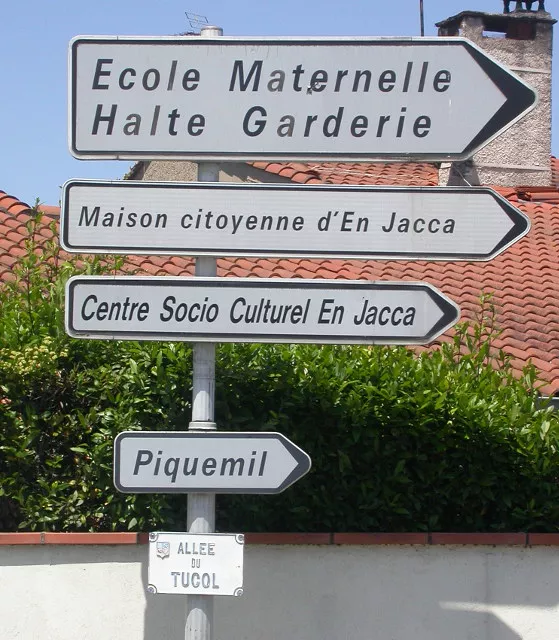 Ecole Maternelle
Halte Garderie
Maison citoyenne d'En Jacca
Centre Socio Culturel En Jacca
Piquemil
ALLEE
DU
TUCOL